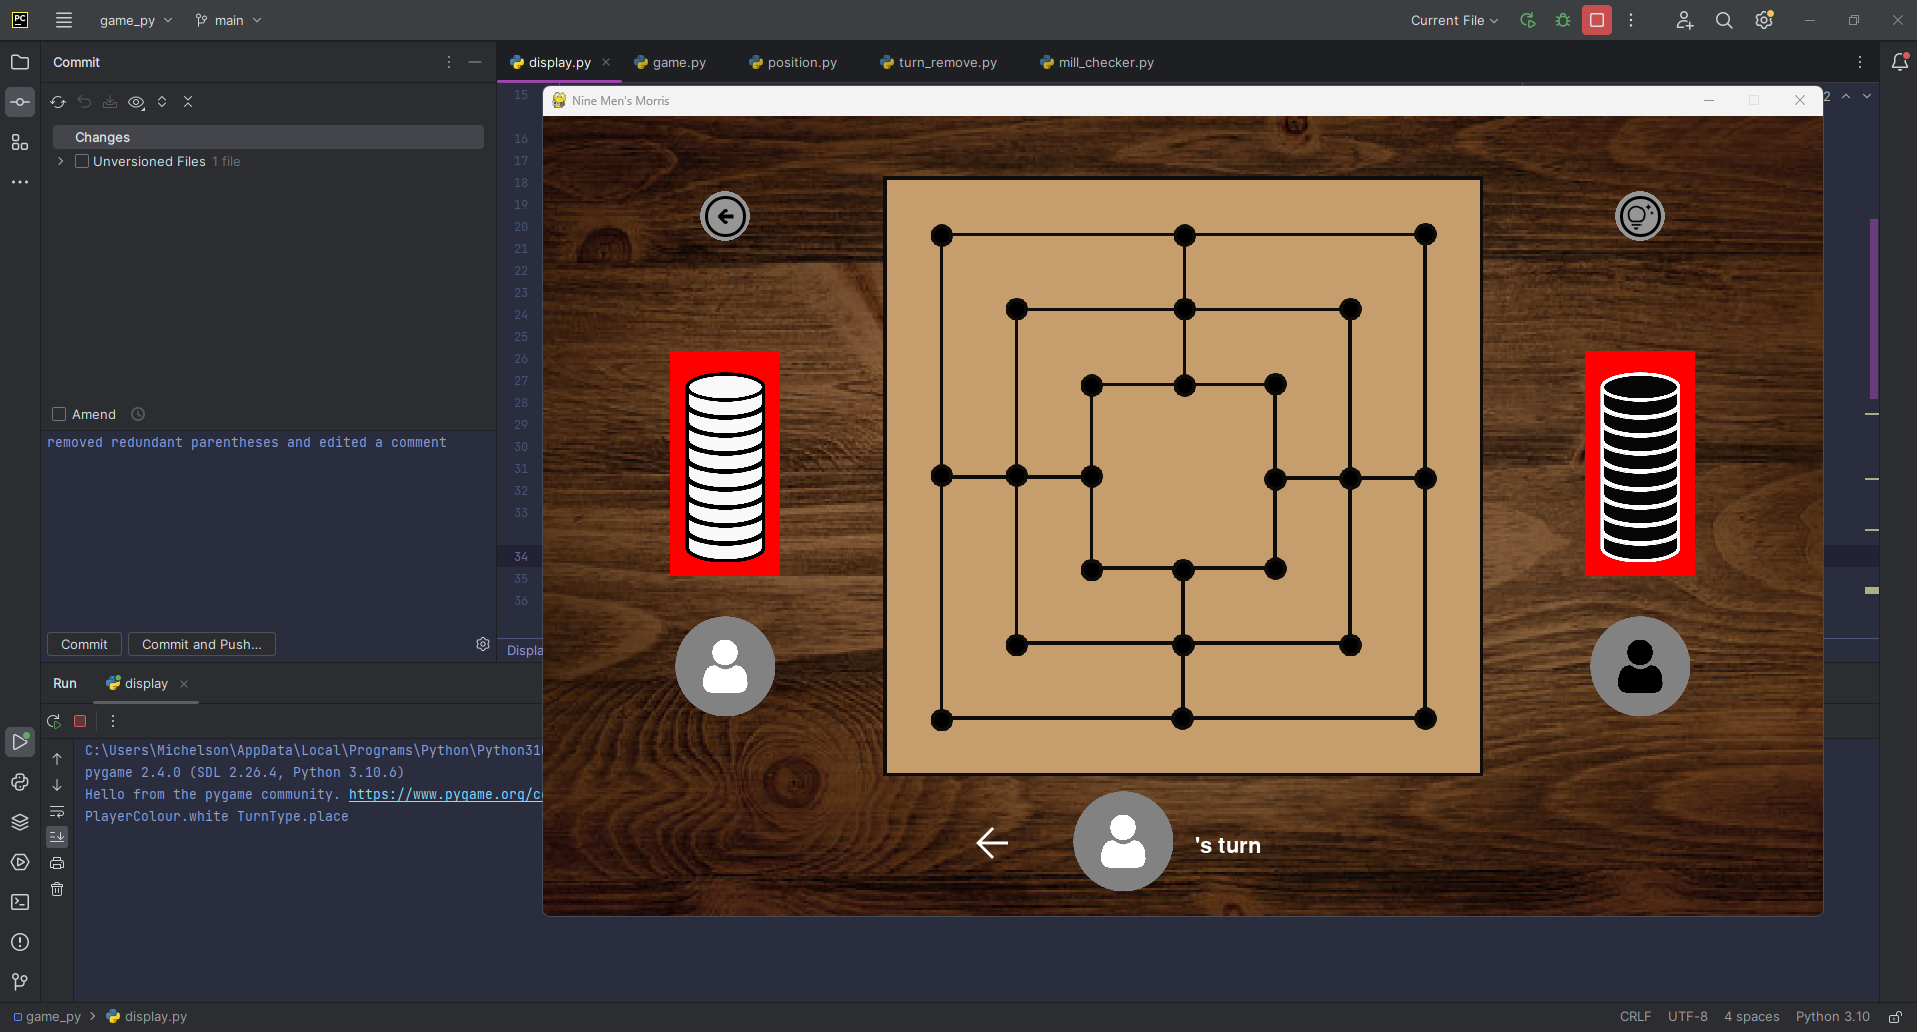 PC
game_py
main
Current File
Commit
display.py
game.py
position.py
turn_remove.py
mill_checker.py
Changes
Unversioned Files 1 file
Amend
removed redundant parentheses and edited a comment
Commit
Commit and Push...
15
16
17
18
19
20
21
22
23
24
25
26
27
28
29
30
31
32
33
34
35
36
2
Displa
Nine Men's Morris
's turn
Run
display
C:\Users\Michelson\AppData\Local\Programs\Python\Python31
pygame 2.4.0 (SDL 2.26.4, Python 3.10.6)
Hello from the pygame community. https://www.pygame.org/c
PlayerColour.white TurnType.place
game_py
display.py
CRLF
UTF-8
4 spaces
Python 3.10